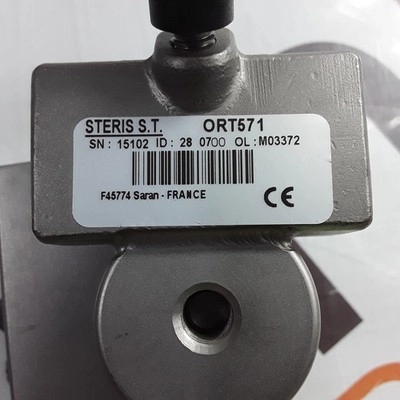 STERIS S.T. ORT571
SN : 15102 ID : 28 0700 OL : M03372
F45774 Saran - FRANCE CE